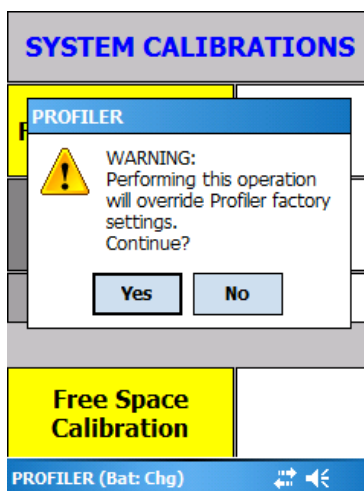 SYSTEM CALIBRATIONS
PROFILER
WARNING:
Performing this operation
will override Profiler factory
settings.
Continue?
Yes
No
Free Space
Calibration
PROFILER (Bat: Chg)